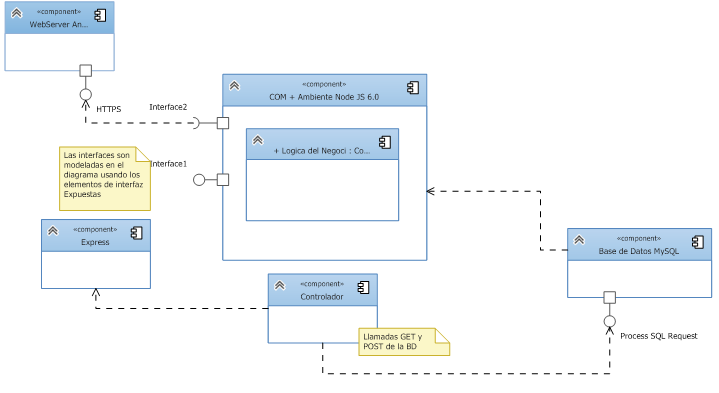 «component»
WebServer An...
HTTPS
Interface2
«component»
COM + Ambiente Node JS 6.0
«component»
+ Logica del Negoci : Co...
Las interfaces son
modeladas en el
diagrama usando los
elementos de interfaz
Expuestas
Interface1
«component»
Express
«component»
Base de Datos MySQL
«component»
Controlador
Llamadas GET y
POST de la BD
Process SQL Request